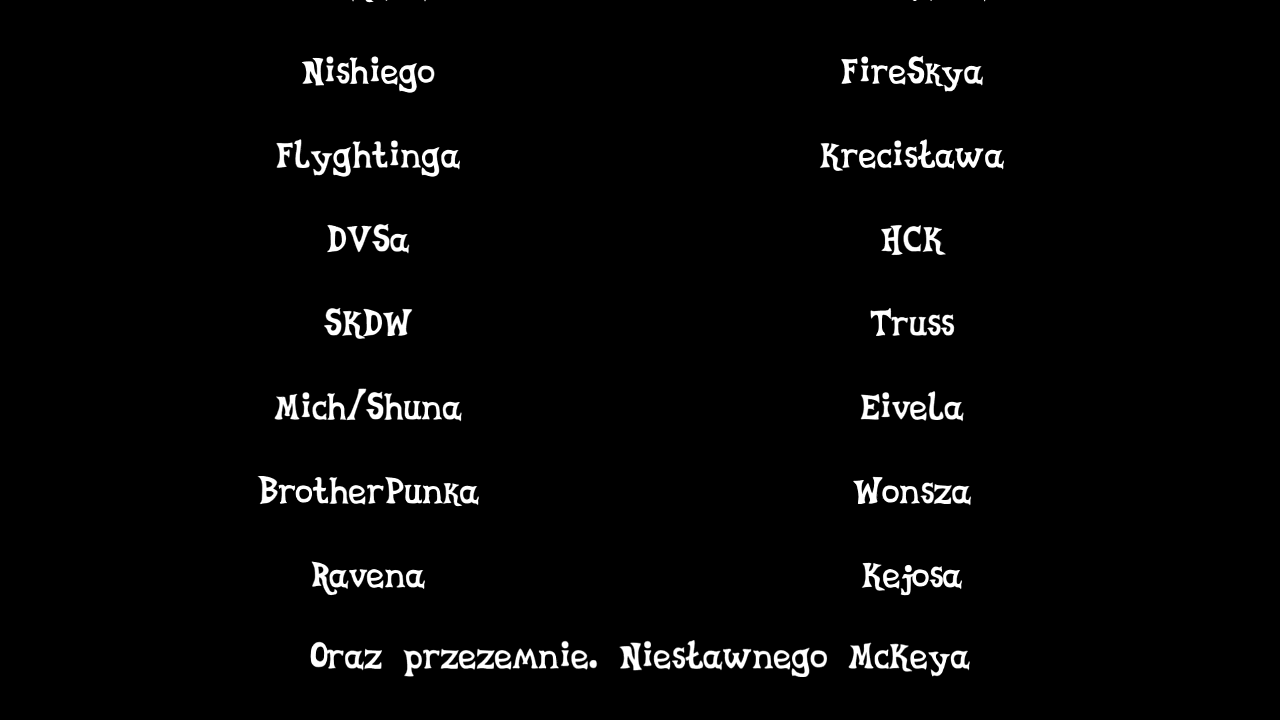 Nishiego FireSkya
Flyghtinga Krecisława
DVSa HCK
SKDW Truss
Mich/Shuna Eivela
BrotherPunka Wonsza
Ravena Kejosa
Oraz przezemnie. Niesławnego McKeya